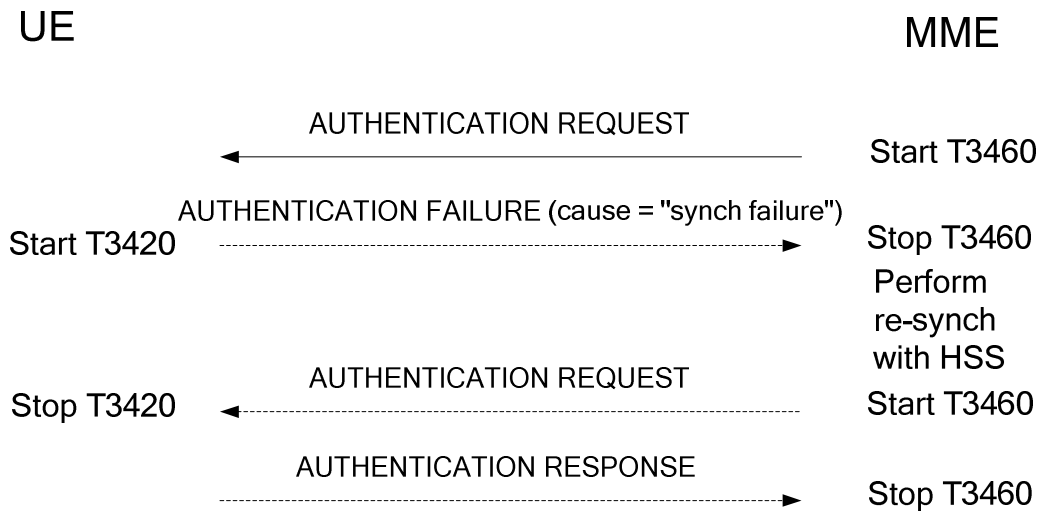 UE
MME
AUTHENTICATION REQUEST
Start T3460
AUTHENTICATION FAILURE (cause = "synch failure")
Start T3420
Stop T3460
Perform
re-synch
with HSS
AUTHENTICATION REQUEST
Stop T3420
Start T3460
AUTHENTICATION RESPONSE
Stop T3460